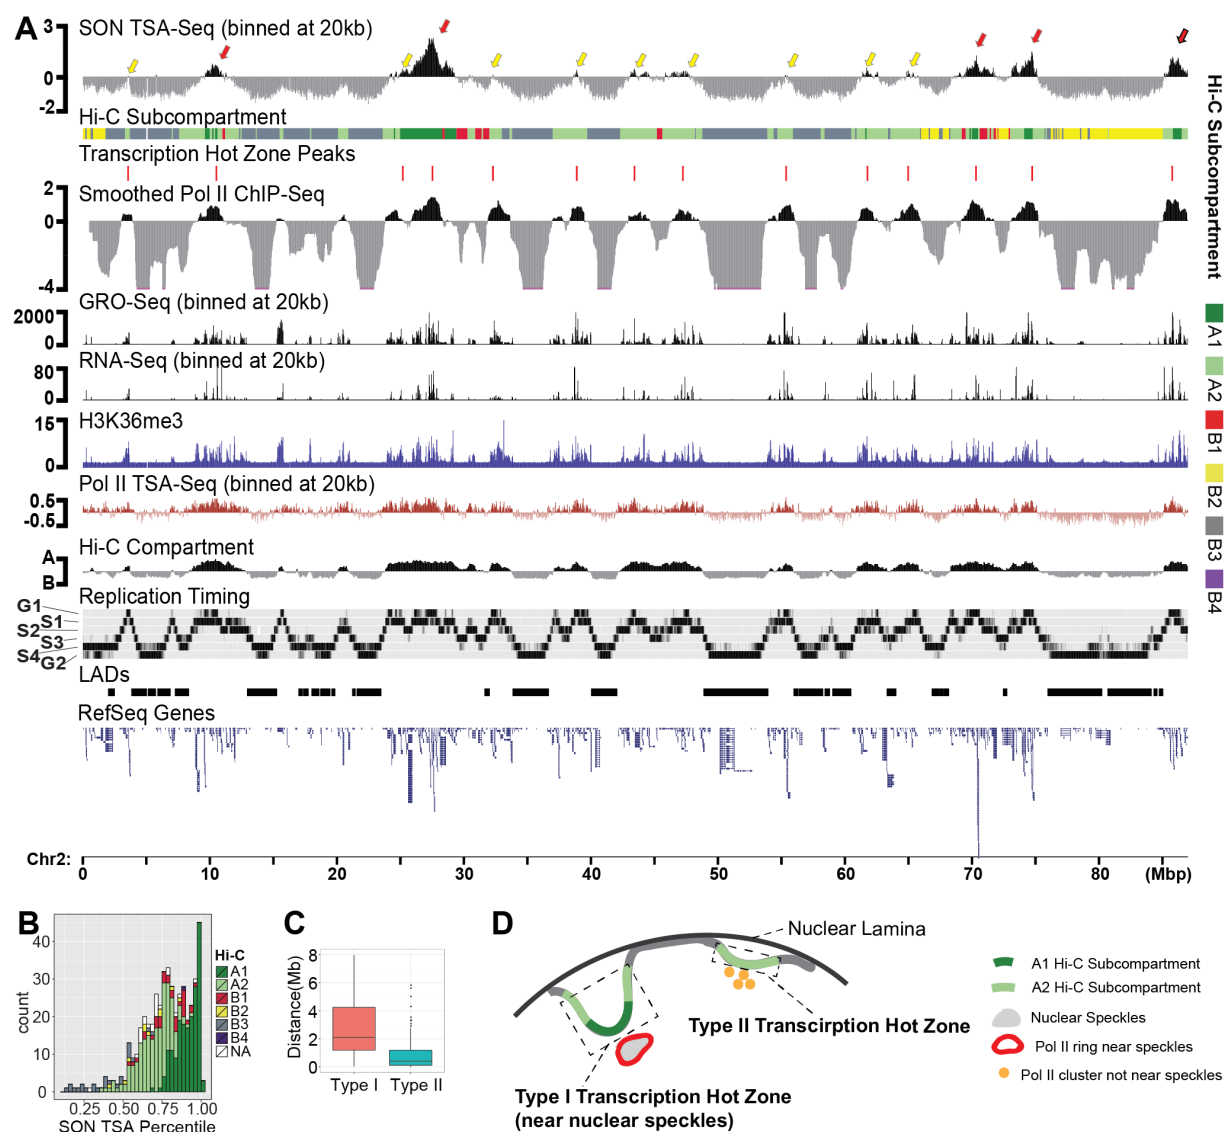 A
SON TSA-Seq (binned at 20kb)
3
0
-2
Hi-C Subcompartment
Transcription Hot Zone Peaks
Smoothed Pol II ChIP-Seq
2
0
-4
GRO-Seq (binned at 20kb)
2000
0
RNA-Seq (binned at 20kb)
80
0
H3K36me3
15
0
Pol II TSA-Seq (binned at 20kb)
0.5
-0.5
Hi-C Compartment
A
B
Replication Timing
G1
S1
S2
S3
S4
G2
LADs
RefSeq Genes
Chr2:
0 10 20 30 40 50 60 70 80 (Mbp)
Hi-C Subcompartment
A1
A2
B1
B2
B3
B4
B
count
40
30
20
10
0
0.25 0.50 0.75 1.00
SON TSA Percentile
Hi-C
A1
A2
B1
B2
B3
B4
NA
C
Distance(Mb)
8
6
4
2
0
Type I Type II
D
Nuclear Lamina
Type II Transcirption Hot Zone
Type I Transcription Hot Zone
(near nuclear speckles)
A1 Hi-C Subcompartment
A2 Hi-C Subcompartment
Nuclear Speckles
Pol II ring near speckles
Pol II cluster not near speckles